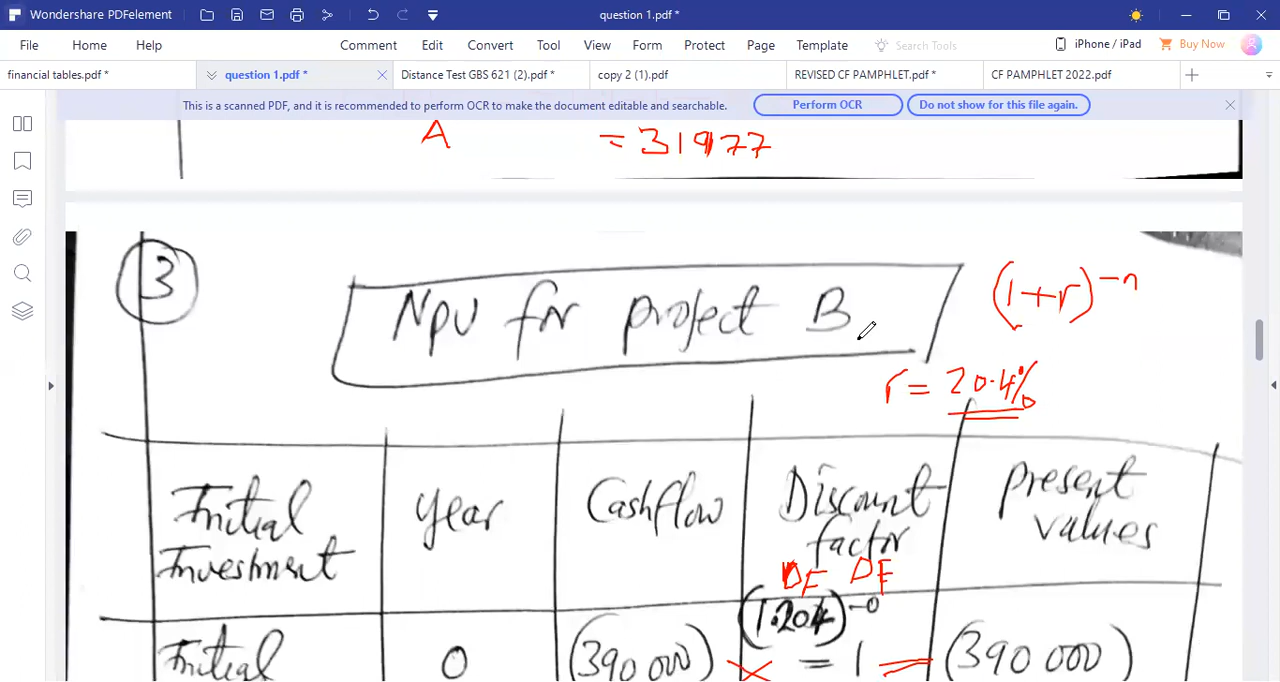 Wondershare PDFelement
question 1.pdf *
File Home Help Comment Edit Convert Tool View Form Protect Page Template Search Tools iPhone / iPad Buy Now
financial tables.pdf * question 1.pdf * Distance Test GBS 621 (2).pdf * copy 2 (1).pdf REVISED CF PAMPHLET.pdf * CF PAMPHLET 2022.pdf
This is a scanned PDF, and it is recommended to perform OCR to make the document editable and searchable. Perform OCR Do not show for this file again.
A = 31977
3
NPV for project B
(1+r)^-n
r = 20.4%
Initial Investment
Year
Cashflow
Discount factor
DF DF
Present values
Initial
0
(390 000)
×
(1.204)^-0
= 1
=
(390 000)